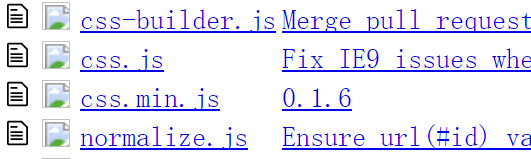 css-builder.js Merge pull request
css.js Fix IE9 issues whe
css.min.js 0.1.6
normalize.js Ensure url(#id) va